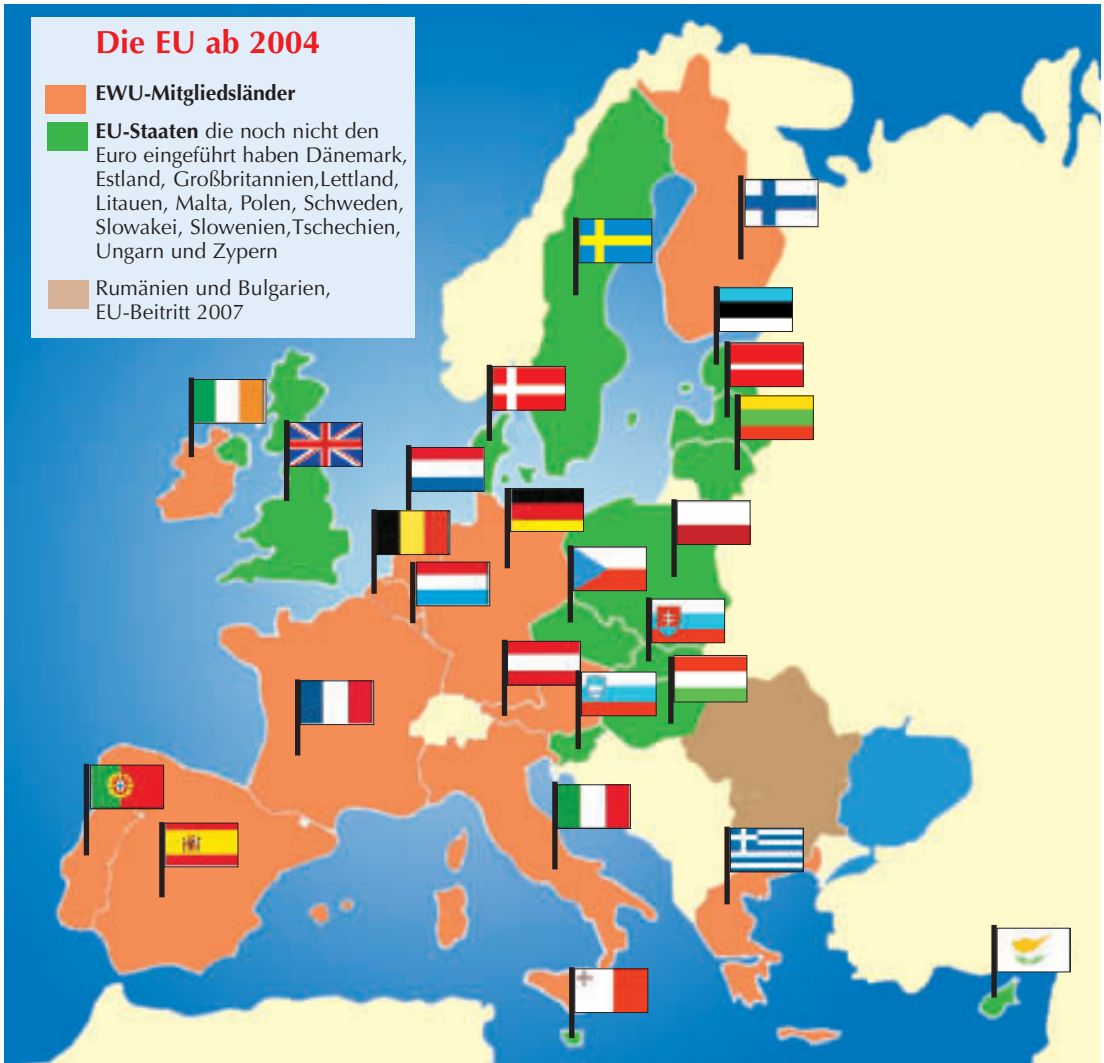 Die EU ab 2004
EWU-Mitgliedsländer
EU-Staaten die noch nicht den
Euro eingeführt haben Dänemark,
Estland, Großbritannien,Lettland,
Litauen, Malta, Polen, Schweden,
Slowakei, Slowenien,Tschechien,
Ungarn und Zypern
Rumänien und Bulgarien,
EU-Beitritt 2007